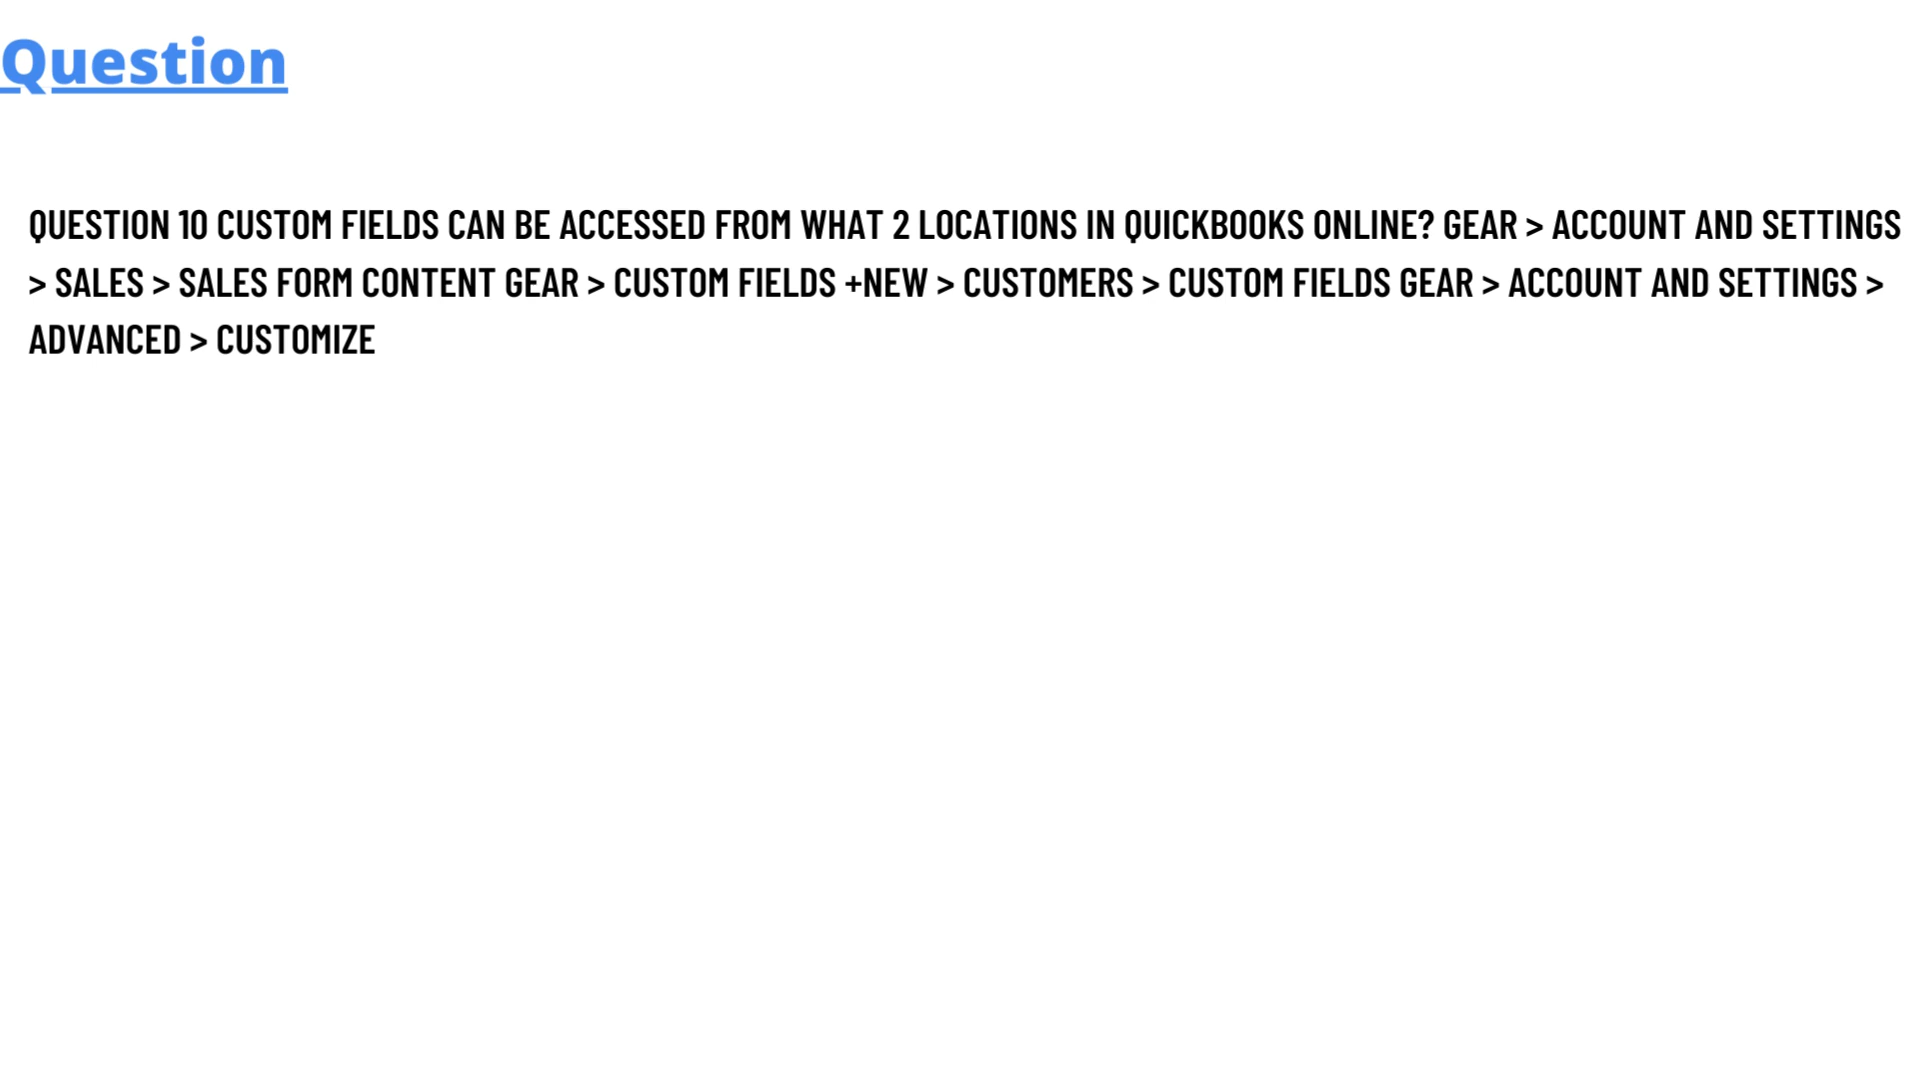 Question
QUESTION 10 CUSTOM FIELDS CAN BE ACCESSED FROM WHAT 2 LOCATIONS IN QUICKBOOKS ONLINE? GEAR > ACCOUNT AND SETTINGS
> SALES > SALES FORM CONTENT GEAR > CUSTOM FIELDS +NEW > CUSTOMERS > CUSTOM FIELDS GEAR > ACCOUNT AND SETTINGS >
ADVANCED > CUSTOMIZE